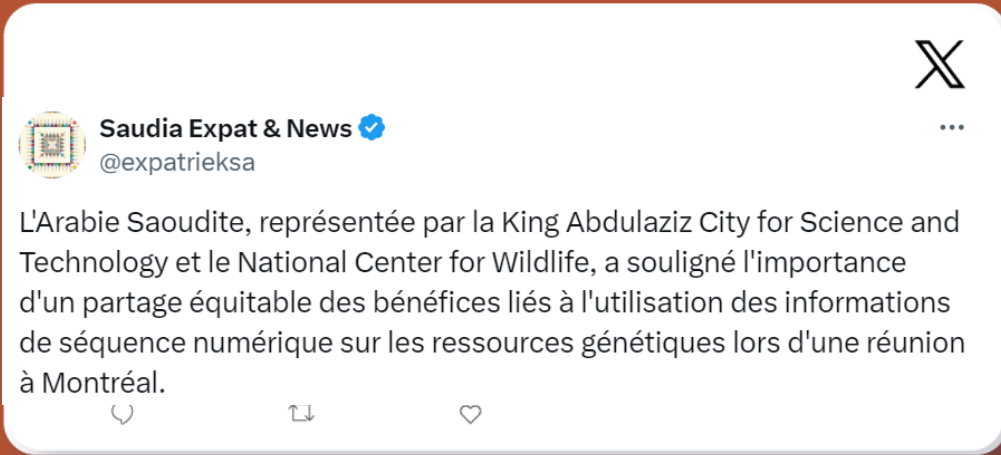 Saudia Expat & News
@expatrieksa
L'Arabie Saoudite, représentée par la King Abdulaziz City for Science and
Technology et le National Center for Wildlife, a souligné l'importance
d'un partage équitable des bénéfices liés à l'utilisation des informations
de séquence numérique sur les ressources génétiques lors d'une réunion
à Montréal.